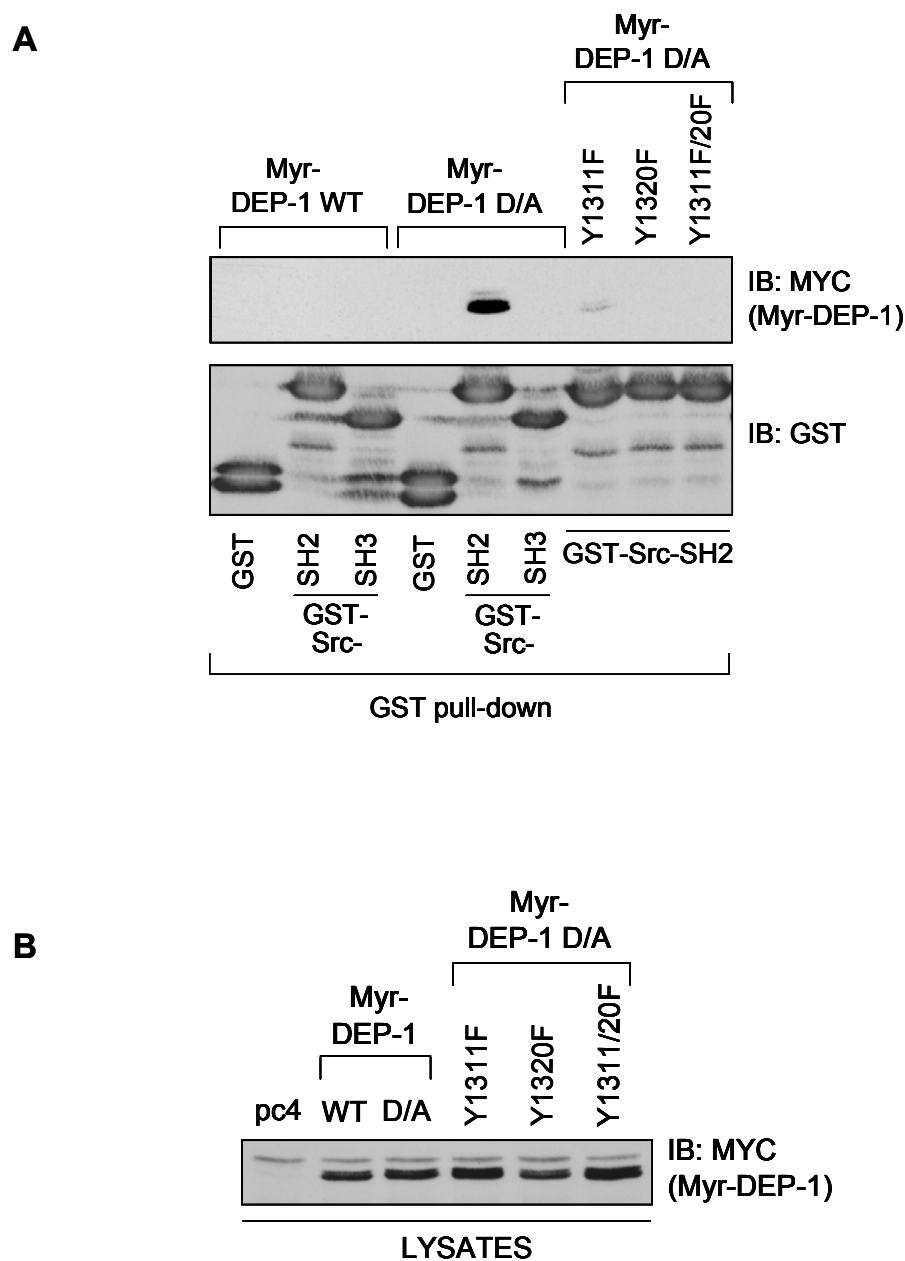 A
Myr-
DEP-1 D/A
Myr-
DEP-1 WT
Myr-
DEP-1 D/A
Y1311F
Y1320F
Y1311F/20F
IB: MYC
(Myr-DEP-1)
IB: GST
GST
SH2
SH3
GST
SH2
SH3
GST-Src-SH2
GST-
Src-
GST-
Src-
GST pull-down
B
Myr-
DEP-1 D/A
Myr-
DEP-1
Y1311F
Y1320F
Y1311/20F
pc4
WT
D/A
IB: MYC
(Myr-DEP-1)
LYSATES